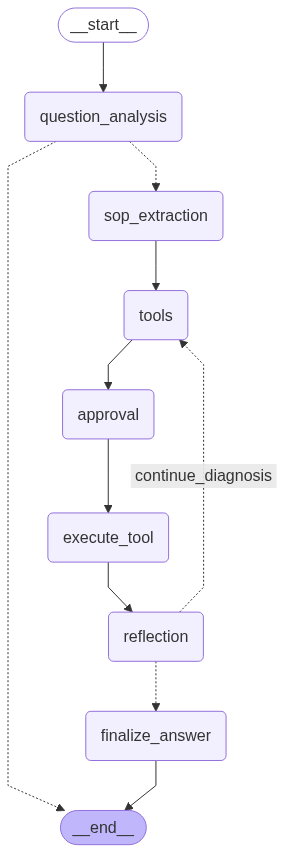 __start__
question_analysis
sop_extraction
tools
approval
continue_diagnosis
execute_tool
reflection
finalize_answer
__end__